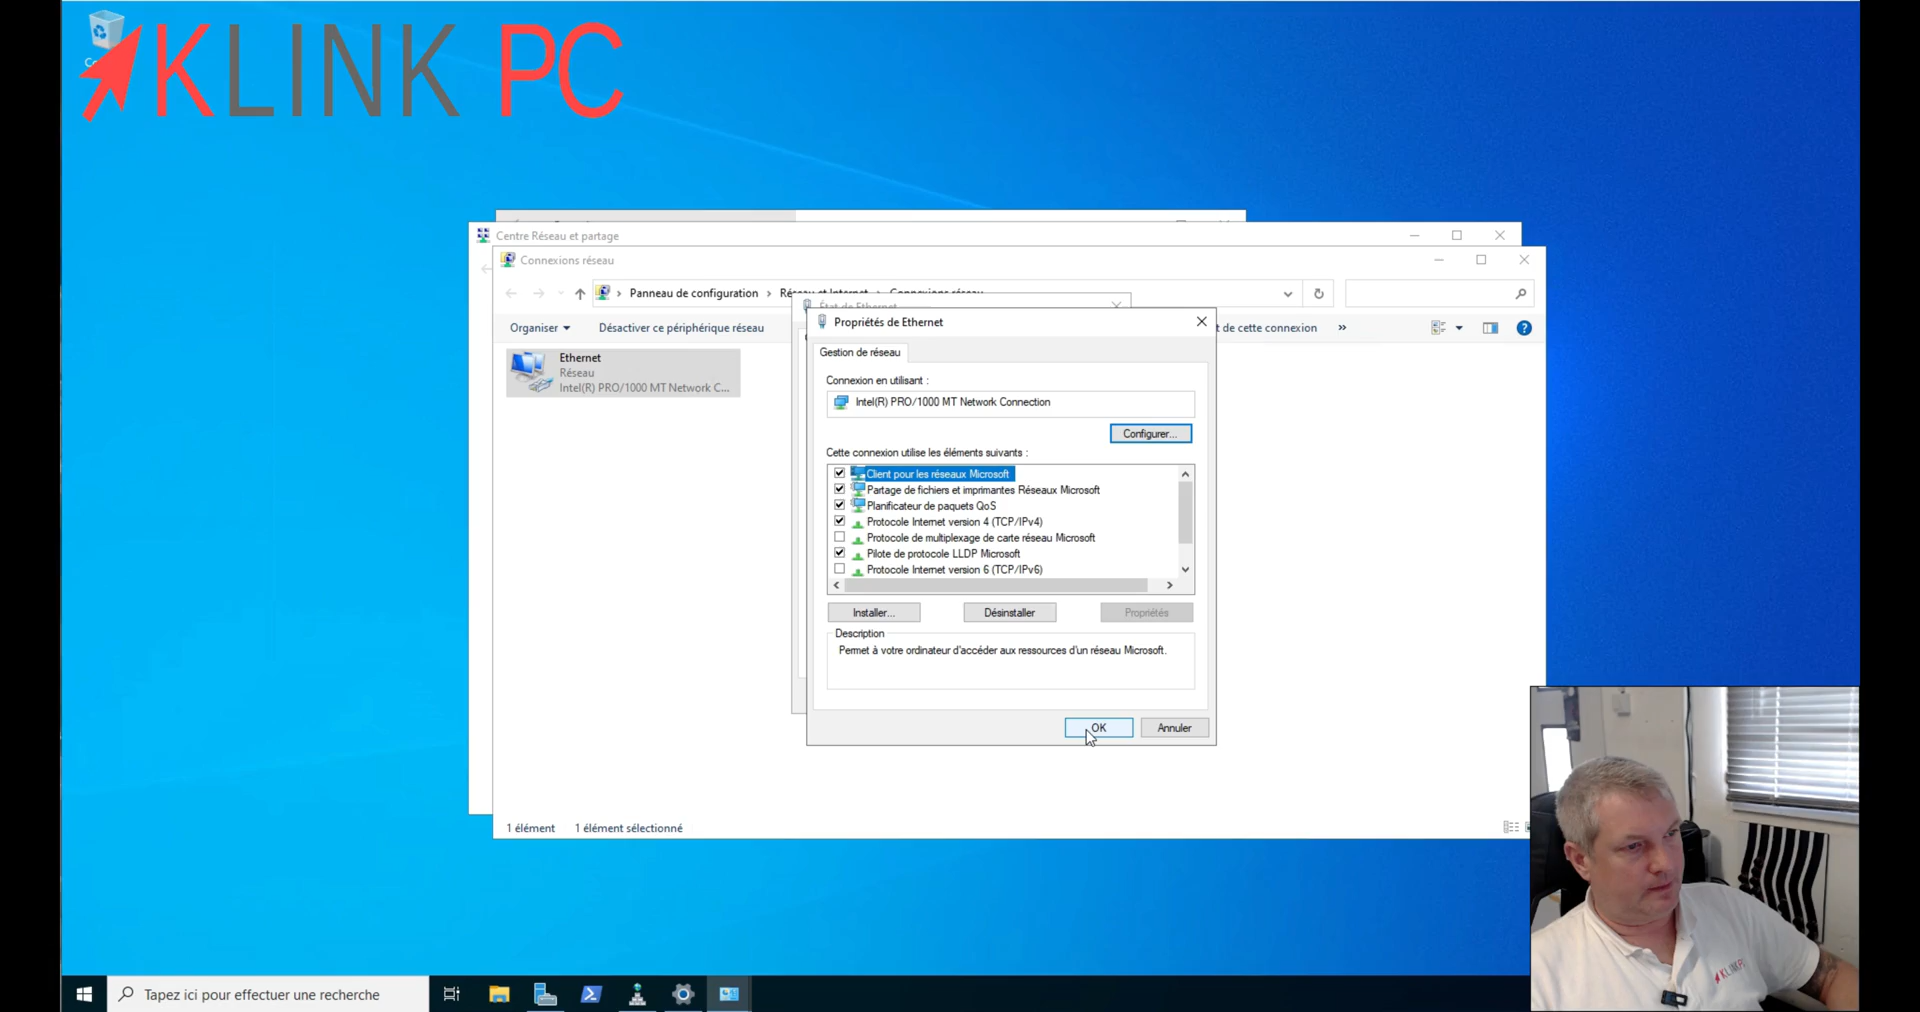 KLINK PC
Centre Réseau et partage
Connexions réseau
Panneau de configuration
Réseau et Internet
Connexions réseau
État de Ethernet
Propriétés de Ethernet
Organiser
Désactiver ce périphérique réseau
t de cette connexion
»
Ethernet
Réseau
Intel(R) PRO/1000 MT Network C...
Gestion de réseau
Connexion en utilisant :
Intel(R) PRO/1000 MT Network Connection
Configurer...
Cette connexion utilise les éléments suivants :
Client pour les réseaux Microsoft
Partage de fichiers et imprimantes Réseaux Microsoft
Planificateur de paquets QoS
Protocole Internet version 4 (TCP/IPv4)
Protocole de multiplexage de carte réseau Microsoft
Pilote de protocole LLDP Microsoft
Protocole Internet version 6 (TCP/IPv6)
Installer...
Désinstaller
Propriétés
Description
Permet à votre ordinateur d'accéder aux ressources d'un réseau Microsoft.
OK
Annuler
1 élément
1 élément sélectionné
KLINK PC
Tapez ici pour effectuer une recherche